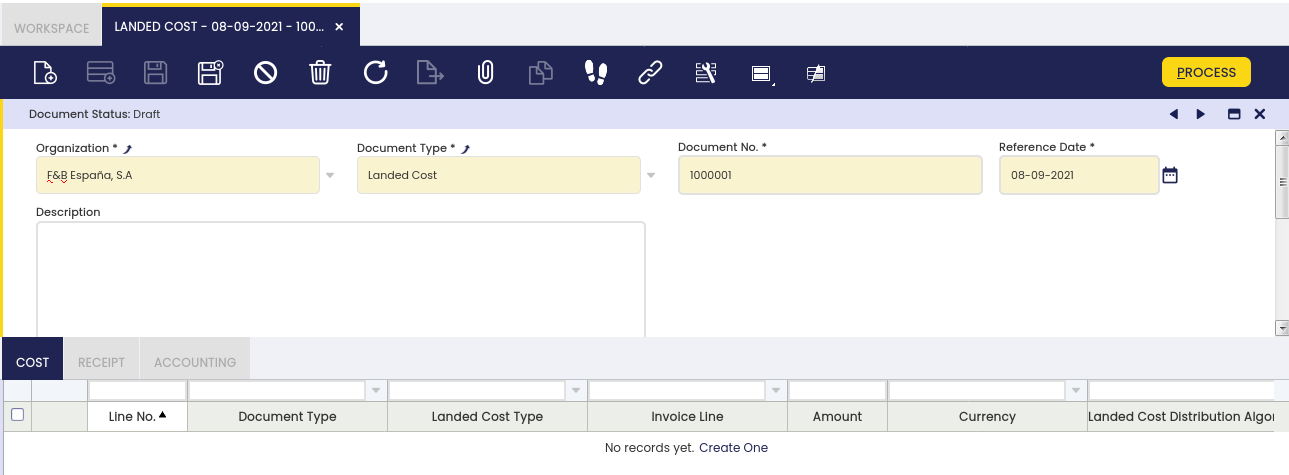 WORKSPACE
LANDED COST - 08-09-2021 - 100...
PROCESS
Document Status: Draft
Organization *
Document Type *
Document No. *
Reference Date *
F&B España, S.A
Landed Cost
1000001
08-09-2021
Description
COST
RECEIPT
ACCOUNTING
Line No.
Document Type
Landed Cost Type
Invoice Line
Amount
Currency
Landed Cost Distribution Algor
No records yet. Create One